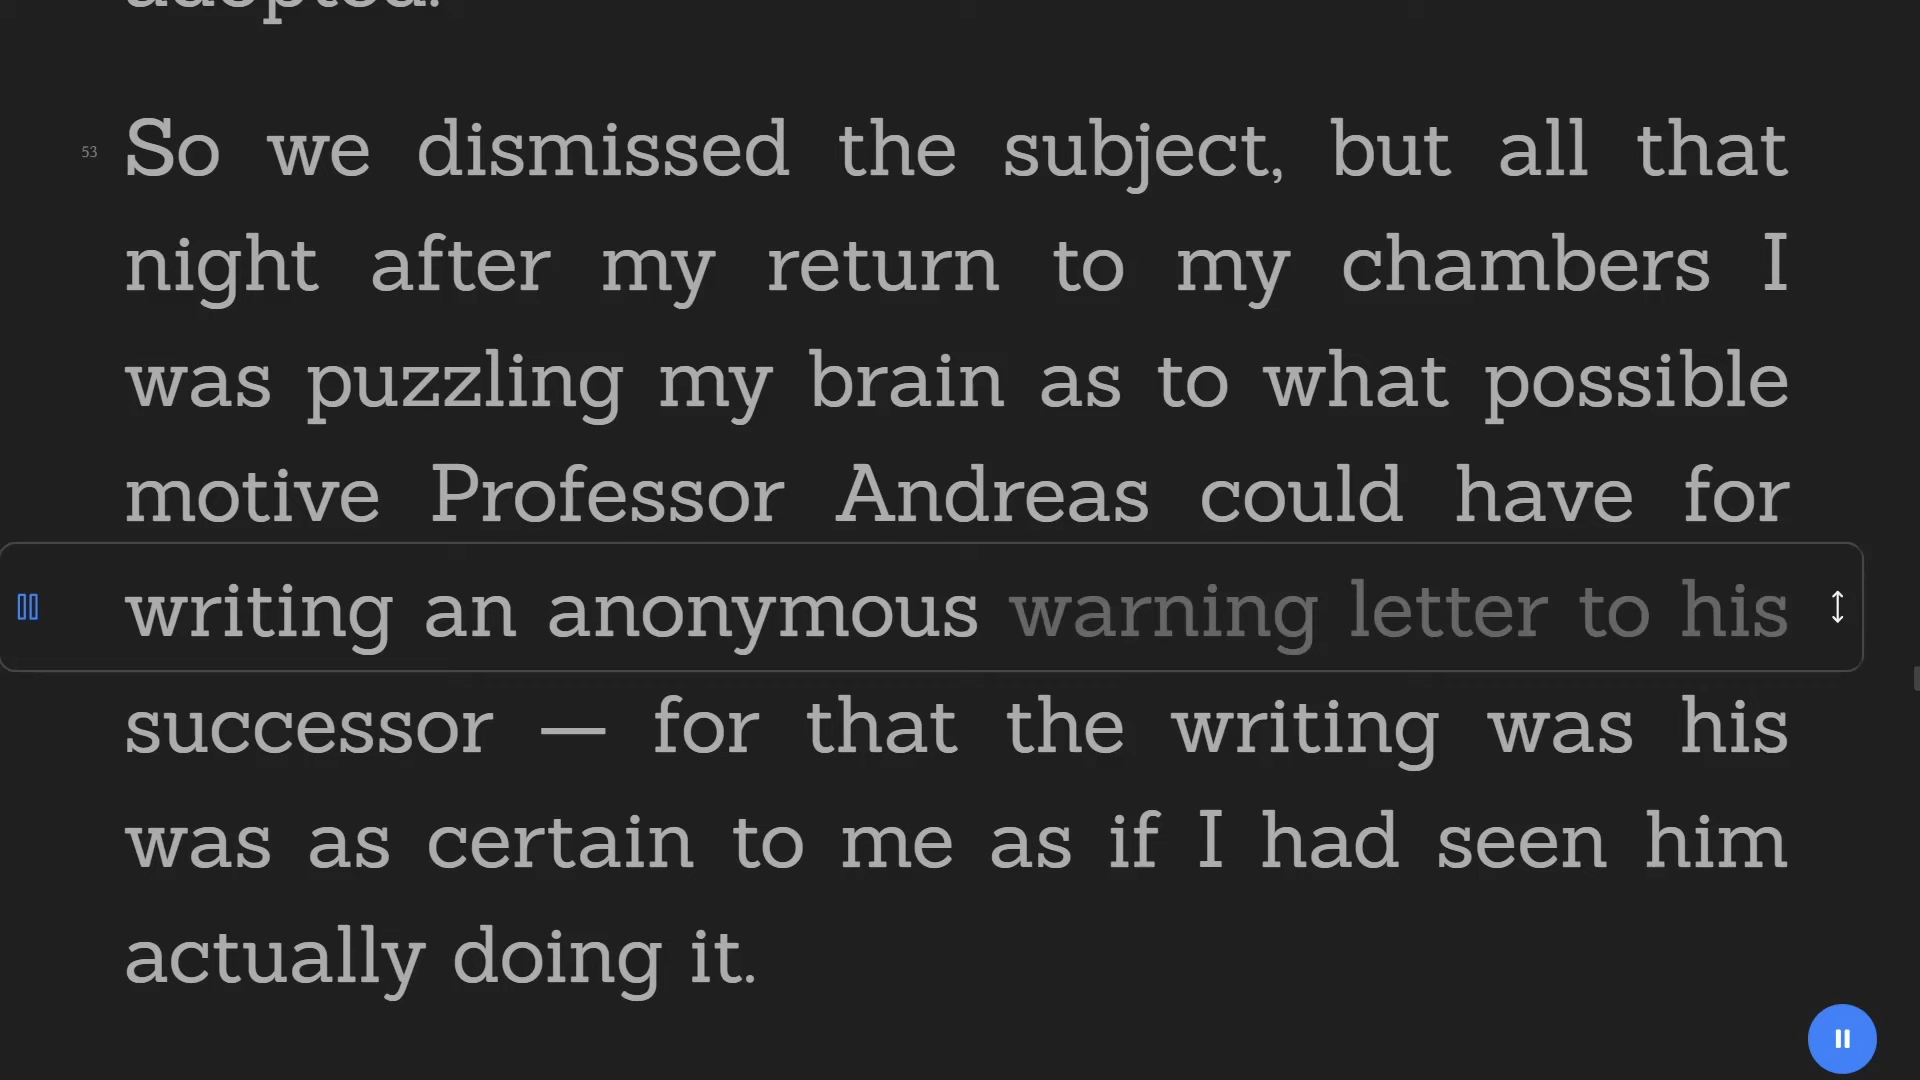 adopted.
53 So we dismissed the subject, but all that
night after my return to my chambers I
was puzzling my brain as to what possible
motive Professor Andreas could have for
writing an anonymous warning letter to his
successor — for that the writing was his
was as certain to me as if I had seen him
actually doing it.